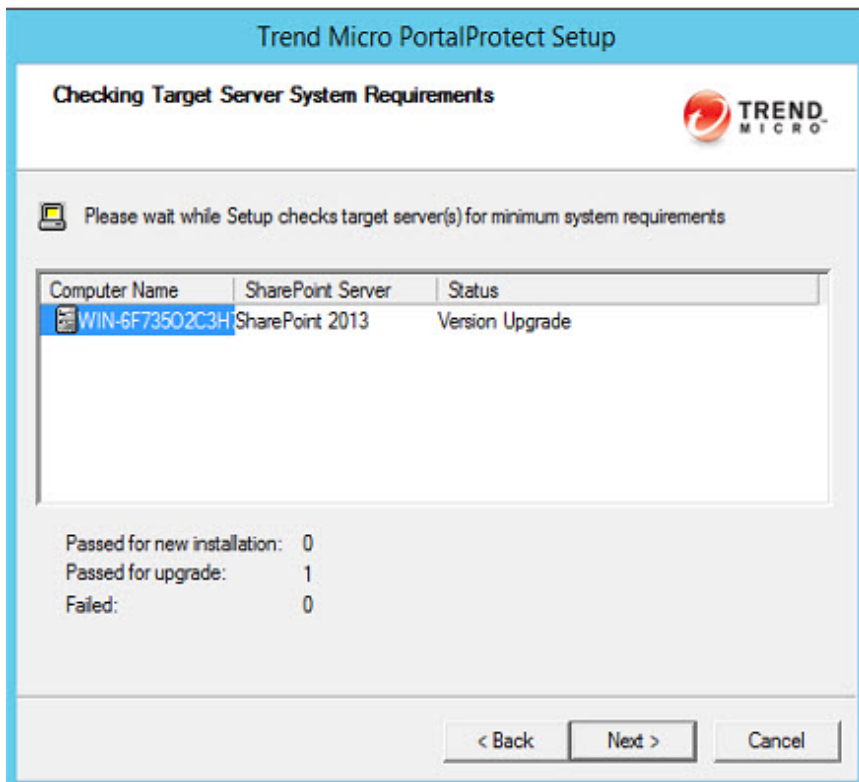 Trend Micro PortalProtect Setup
Checking Target Server System Requirements
TREND
MICRO
Please wait while Setup checks target server(s) for minimum system requirements
Computer Name SharePoint Server Status
WIN-6F735O2C3H SharePoint 2013 Version Upgrade
Passed for new installation: 0
Passed for upgrade: 1
Failed: 0
< Back Next > Cancel